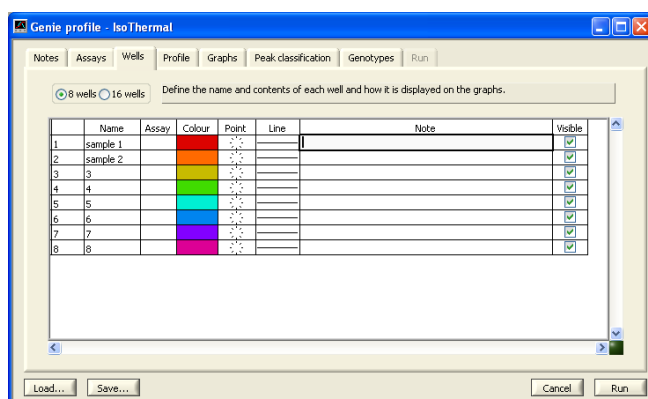 Genie profile - IsoThermal
Notes Assays Wells Profile Graphs Peak classification Genotypes Run
8 wells 16 wells Define the name and contents of each well and how it is displayed on the graphs.
Name Assay Colour Point Line Note Visible
1 sample 1
2 sample 2
3 3
4 4
5 5
6 6
7 7
8 8
Load... Save... Cancel Run